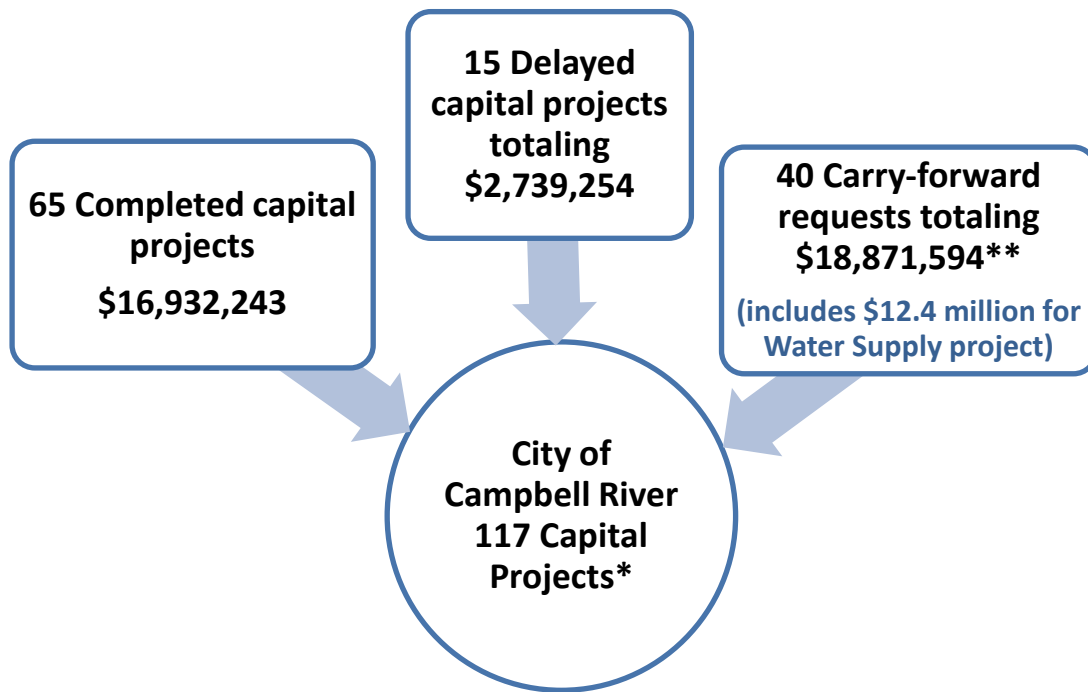 65 Completed capital
projects
$16,932,243
15 Delayed
capital projects
totaling
$2,739,254
40 Carry-forward
requests totaling
$18,871,594**
(includes $12.4 million for
Water Supply project)
City of
Campbell River
117 Capital
Projects*